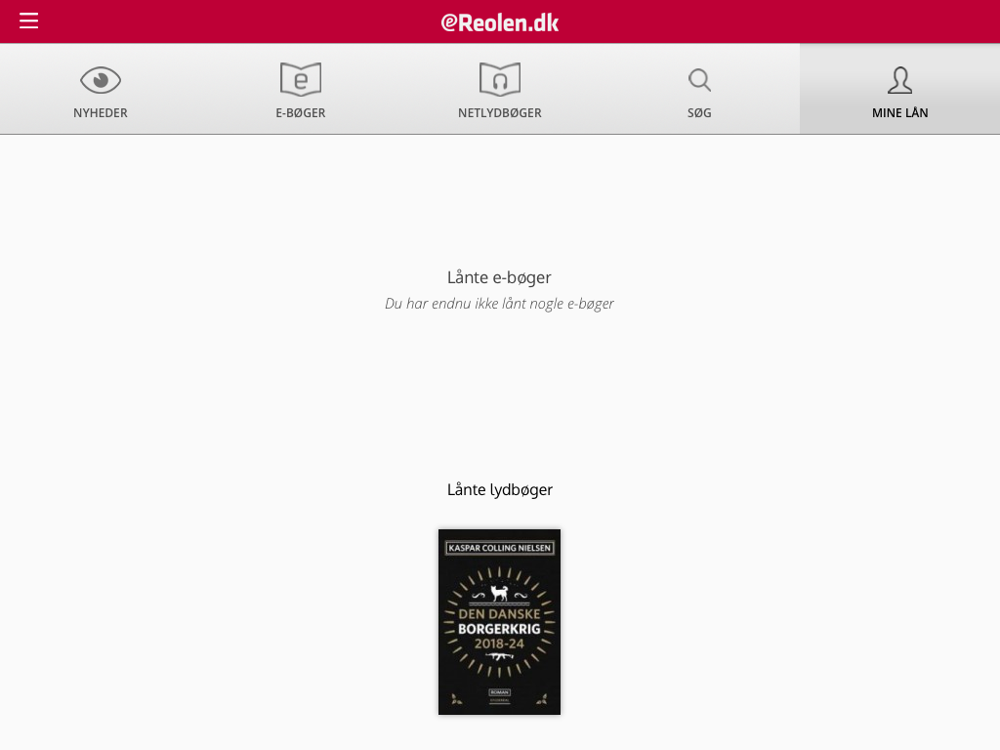 eReolen.dk
NYHEDER
E-BØGER
NETLYDBØGER
SØG
MINE LÅN
Lånte e-bøger
Du har endnu ikke lånt nogle e-bøger
Lånte lydbøger
KASPAR COLLING NIELSEN
DEN DANSKE
BORGERKRIG
2018-24
ROMAN
GYLDENDAL